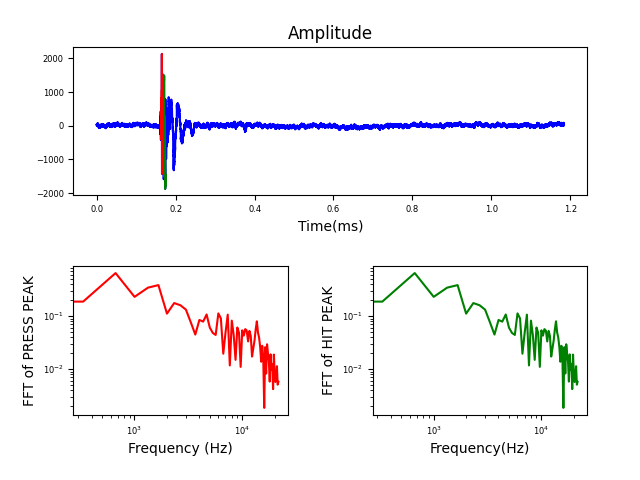 Amplitude
2000
1000
0
−1000
−2000
0.0 0.2 0.4 0.6 0.8 1.0 1.2
Time(ms)
FFT of PRESS PEAK
10⁻¹
10⁻²
10³ 10⁴
Frequency (Hz)
FFT of HIT PEAK
10⁻¹
10⁻²
10³ 10⁴
Frequency(Hz)